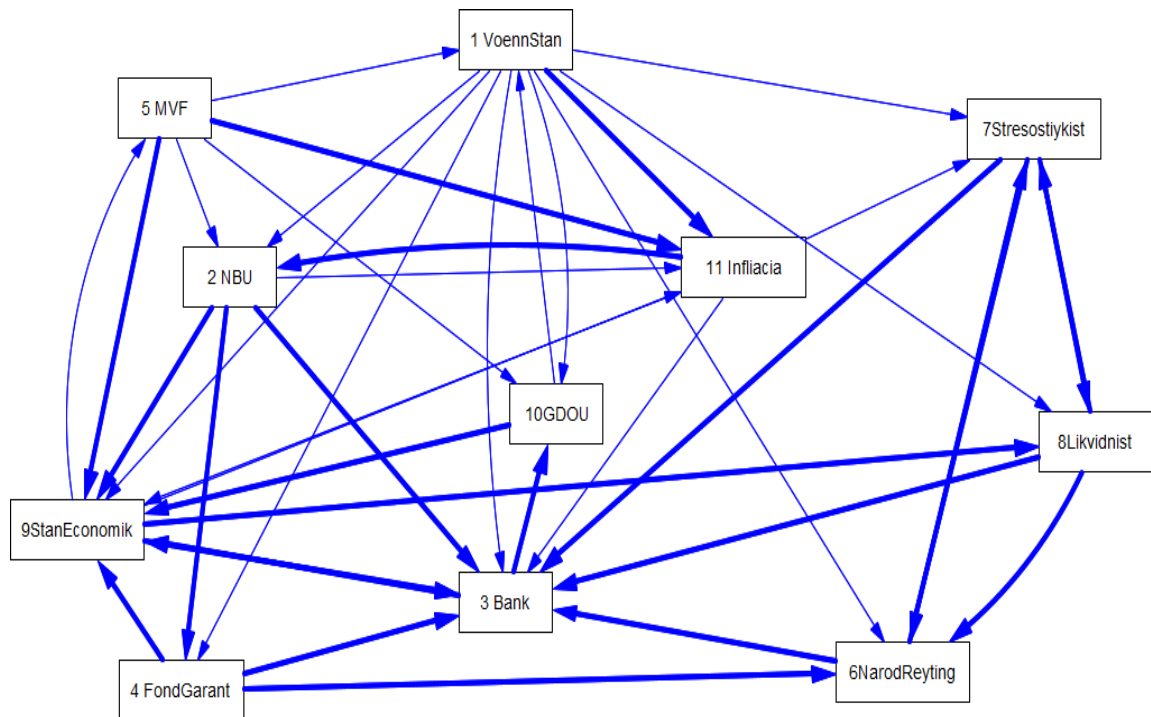 1 VoennStan
5 MVF
7Stresostiykist
2 NBU
11 Infliacia
10GDOU
8Likvidnist
9StanEconomik
3 Bank
4 FondGarant
6NarodReyting